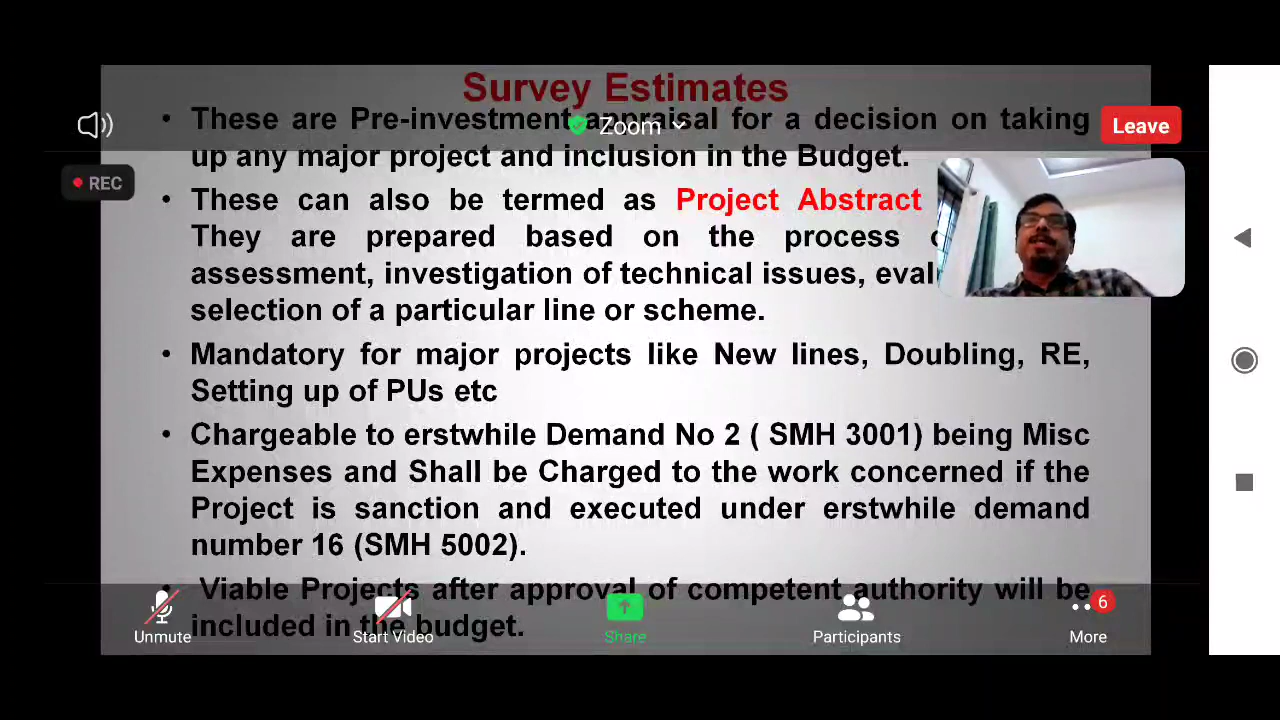 Survey Estimates
• These are Pre-investment appraisal for a decision on taking
Zoom
Leave
up any major project and inclusion in the Budget.
REC
• These can also be termed as Project Abstract
They are prepared based on the process
assessment, investigation of technical issues,
selection of a particular line or scheme.
• Mandatory for major projects like New lines, Doubling, RE,
Setting up of PUs etc
• Chargeable to erstwhile Demand No 2 ( SMH 3001) being Misc
Expenses and Shall be Charged to the work concerned if the
Project is sanction and executed under erstwhile demand
number 16 (SMH 5002).
• Viable Projects after approval of competent authority will be
included in the budget.
6
Unmute
Start Video
Share
Participants
More